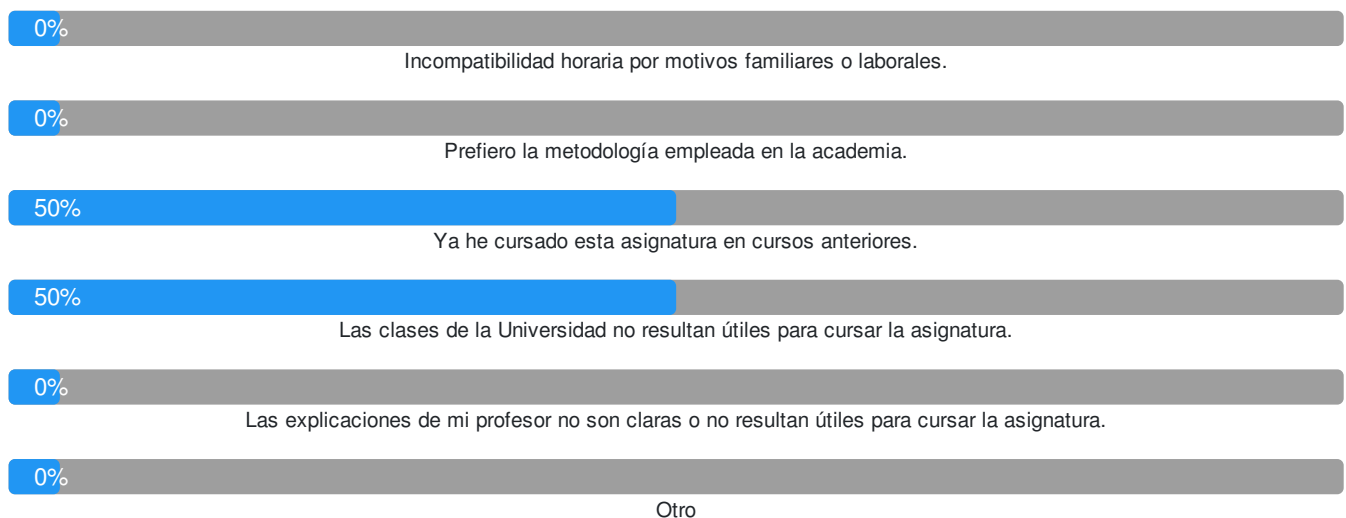 0%
Incompatibilidad horaria por motivos familiares o laborales.
0%
Prefiero la metodología empleada en la academia.
50%
Ya he cursado esta asignatura en cursos anteriores.
50%
Las clases de la Universidad no resultan útiles para cursar la asignatura.
0%
Las explicaciones de mi profesor no son claras o no resultan útiles para cursar la asignatura.
0%
Otro